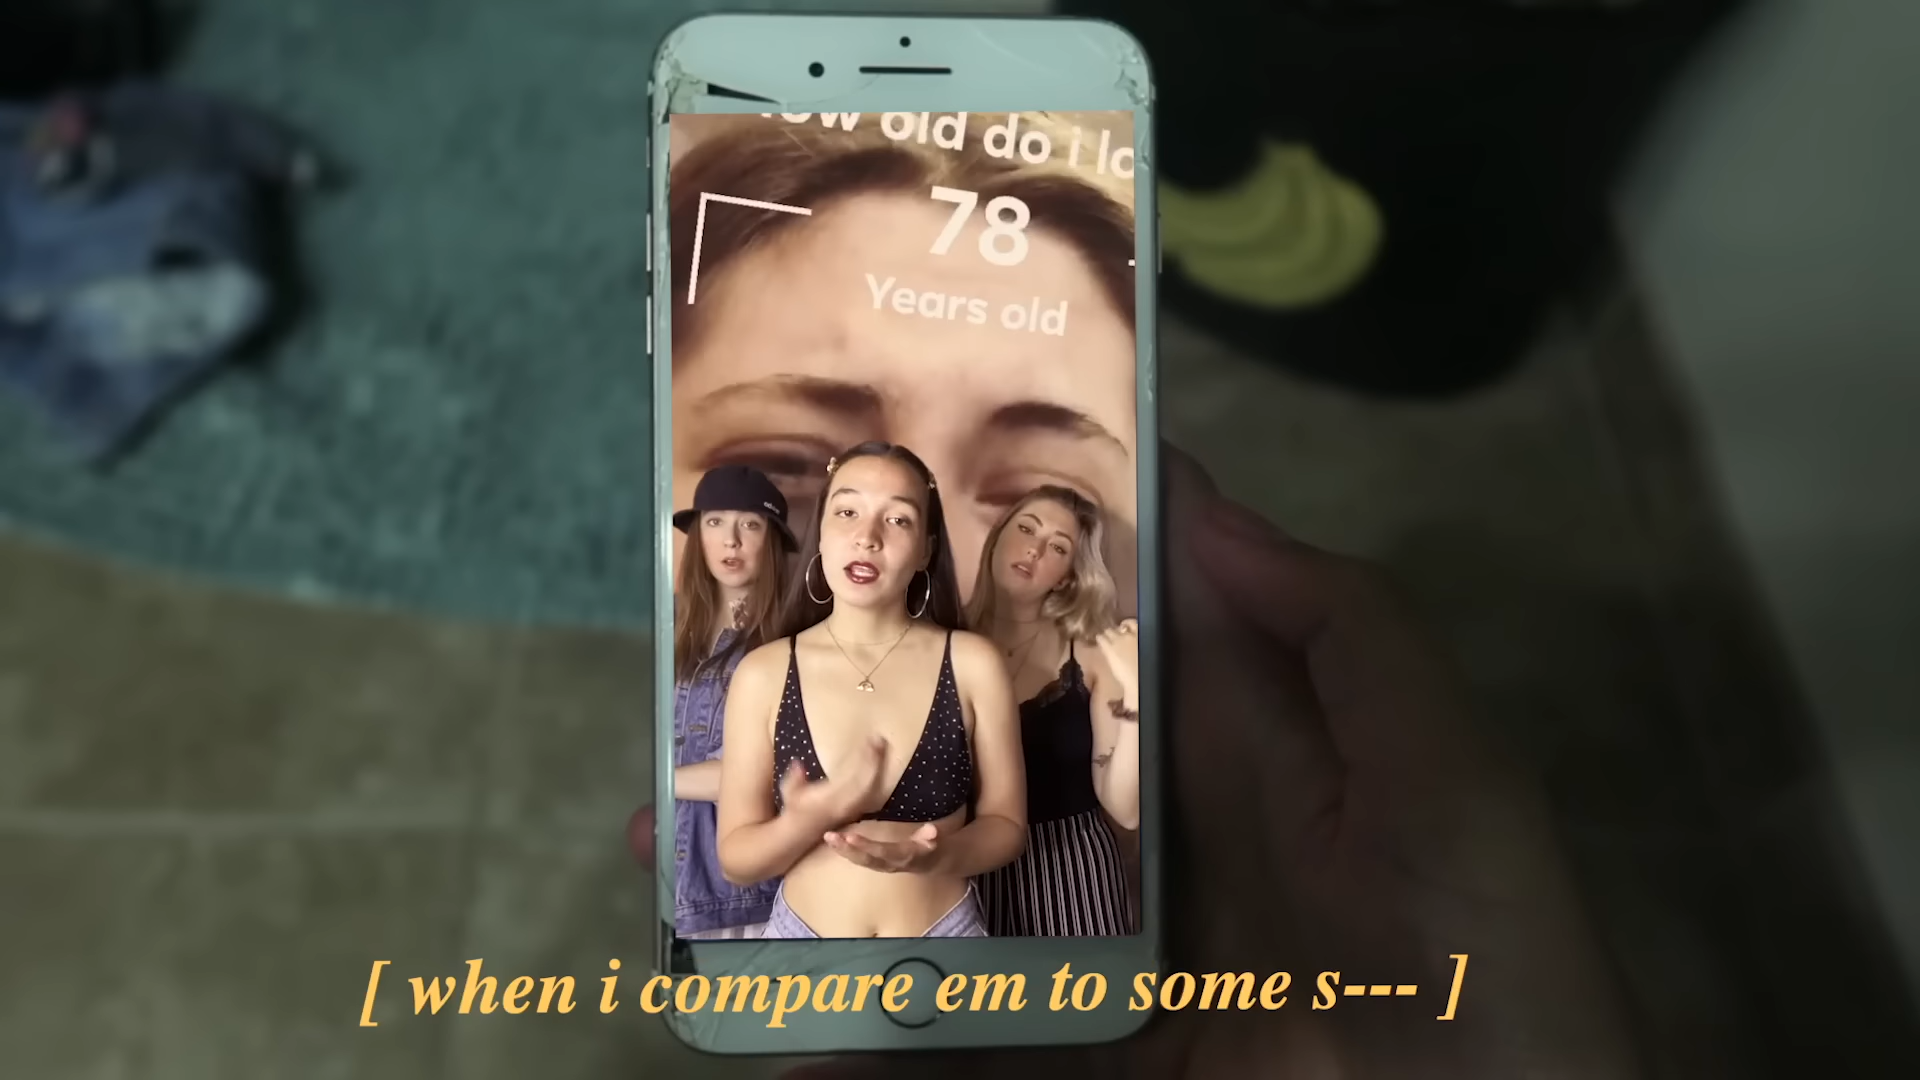 old do i
78
Years old
[ when i compare em to some s--- ]